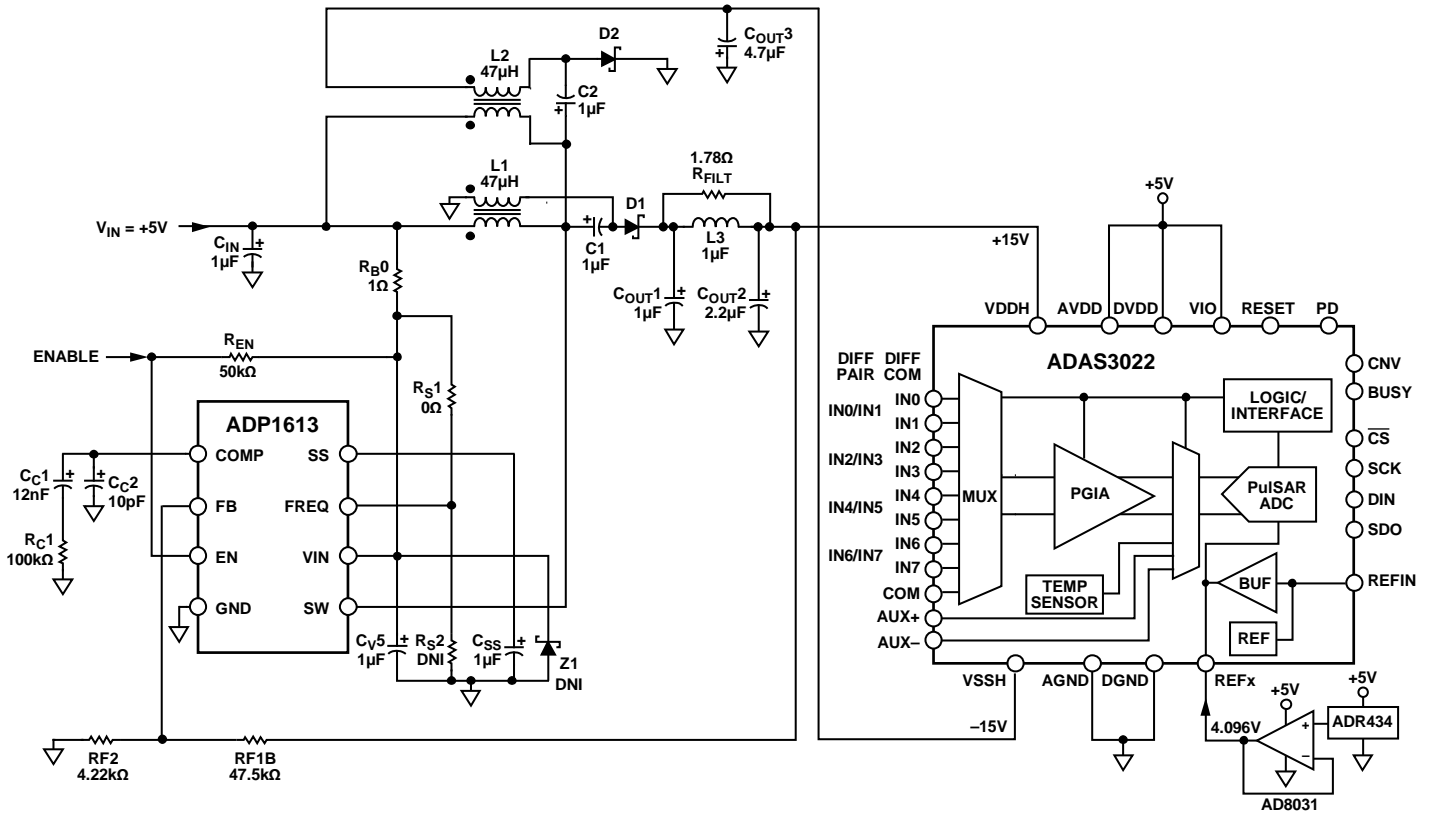 COUT3
4.7µF
D2
L2
47µH
C2
1µF
L1
47µH
1.78Ω
RFILT
D1
VIN = +5V
CIN
1µF
C1
1µF
L3
1µF
+15V
+5V
RB0
1Ω
COUT1
1µF
COUT2
2.2µF
VDDH
AVDD
DVDD
VIO
RESET
PD
ENABLE
REN
50kΩ
RS1
0Ω
DIFF
PAIR
DIFF
COM
ADAS3022
CNV
BUSY
CS
SCK
DIN
SDO
REFIN
IN0/IN1
IN2/IN3
IN4/IN5
IN6/IN7
IN0
IN1
IN2
IN3
IN4
IN5
IN6
IN7
COM
AUX+
AUX–
MUX
PGIA
LOGIC/
INTERFACE
PulSAR
ADC
TEMP
SENSOR
BUF
REF
ADP1613
COMP
FB
EN
GND
SS
FREQ
VIN
SW
CC1
12nF
CC2
10pF
RC1
100kΩ
CV5
1µF
RS2
DNI
CSS
1µF
Z1
DNI
VSSH
AGND
DGND
REFx
–15V
4.096V
+5V
+5V
ADR434
AD8031
RF2
4.22kΩ
RF1B
47.5kΩ